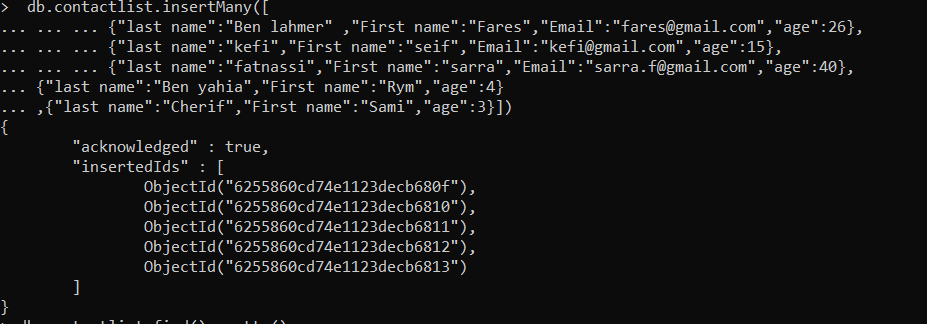 >  db.contactlist.insertMany([
... ... ... {"last name":"Ben lahmer" ,"First name":"Fares","Email":"fares@gmail.com","age":26},
... ... ... {"last name":"kefi","First name":"seif","Email":"kefi@gmail.com","age":15},
... ... ... {"last name":"fatnassi","First name":"sarra","Email":"sarra.f@gmail.com","age":40},
... {"last name":"Ben yahia","First name":"Rym","age":4}
... ,{"last name":"Cherif","First name":"Sami","age":3}])
{
        "acknowledged" : true,
        "insertedIds" : [
                ObjectId("6255860cd74e1123decb680f"),
                ObjectId("6255860cd74e1123decb6810"),
                ObjectId("6255860cd74e1123decb6811"),
                ObjectId("6255860cd74e1123decb6812"),
                ObjectId("6255860cd74e1123decb6813")
        ]
}